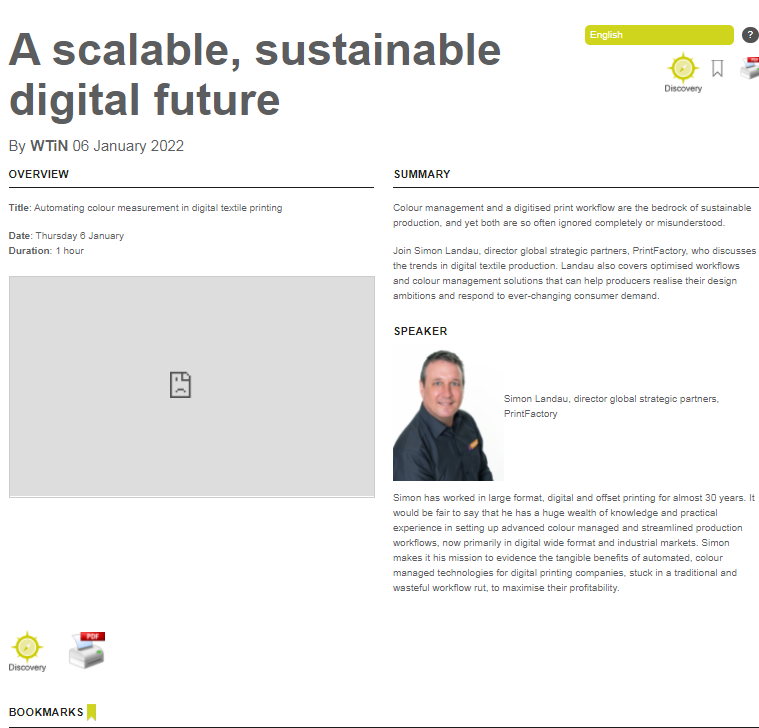 A scalable, sustainable
digital future
English
?
Discovery
PDF
By WTiN 06 January 2022
OVERVIEW
Title: Automating colour measurement in digital textile printing
Date: Thursday 6 January
Duration: 1 hour
SUMMARY
Colour management and a digitised print workflow are the bedrock of sustainable
production, and yet both are so often ignored completely or misunderstood.
Join Simon Landau, director global strategic partners, PrintFactory, who discusses
the trends in digital textile production. Landau also covers optimised workflows
and colour management solutions that can help producers realise their design
ambitions and respond to ever-changing consumer demand.
SPEAKER
Simon Landau, director global strategic partners,
PrintFactory
Simon has worked in large format, digital and offset printing for almost 30 years. It
would be fair to say that he has a huge wealth of knowledge and practical
experience in setting up advanced colour managed and streamlined production
workflows, now primarily in digital wide format and industrial markets. Simon
makes it his mission to evidence the tangible benefits of automated, colour
managed technologies for digital printing companies, stuck in a traditional and
wasteful workflow rut, to maximise their profitability.
Discovery
PDF
BOOKMARKS